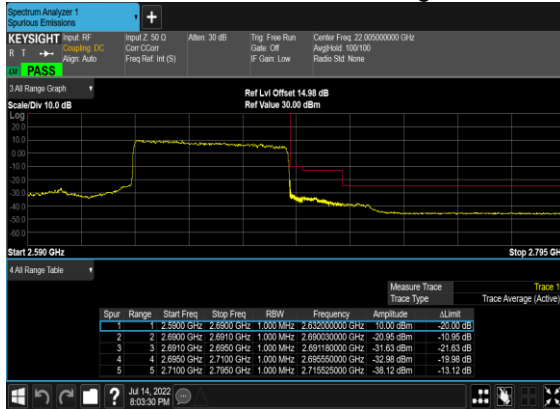 Spectrum Analyzer 1
Spurious Emissions
+
KEYSIGHT Input: RF Input Z: 50 Ω Atten: 30 dB Trig: Free Run Center Freq: 22.005000000 GHz
R T Coupling: DC Corr CCorr Gate: Off Avg|Hold: 100/100
Align: Auto Freq Ref: Int (S) IF Gain: Low Radio Std: None
PASS
3 All Range Graph
Ref Lvl Offset 14.98 dB
Scale/Div 10.0 dB Ref Value 30.00 dBm
Log
20.0
10.0
0.00
-10.0
-20.0
-30.0
-40.0
-50.0
-60.0
Start 2.590 GHz Stop 2.795 GH
4 All Range Table
Measure Trace Trace 1
Trace Type Trace Average (Active)
Spur Range Start Freq Stop Freq RBW Frequency Amplitude ΔLimit
1 1 2.5900 GHz 2.6900 GHz 1.000 MHz 2.632000000 GHz 10.00 dBm -20.00 dB
2 2 2.6900 GHz 2.6910 GHz 1.000 MHz 2.690030000 GHz -20.95 dBm -10.95 dB
3 3 2.6910 GHz 2.6950 GHz 1.000 MHz 2.691180000 GHz -31.63 dBm -21.63 dB
4 4 2.6950 GHz 2.7100 GHz 1.000 MHz 2.695550000 GHz -32.98 dBm -19.98 dB
5 5 2.7100 GHz 2.7950 GHz 1.000 MHz 2.715525000 GHz -38.12 dBm -13.12 dB
? Jul 14, 2022
8:03:30 PM